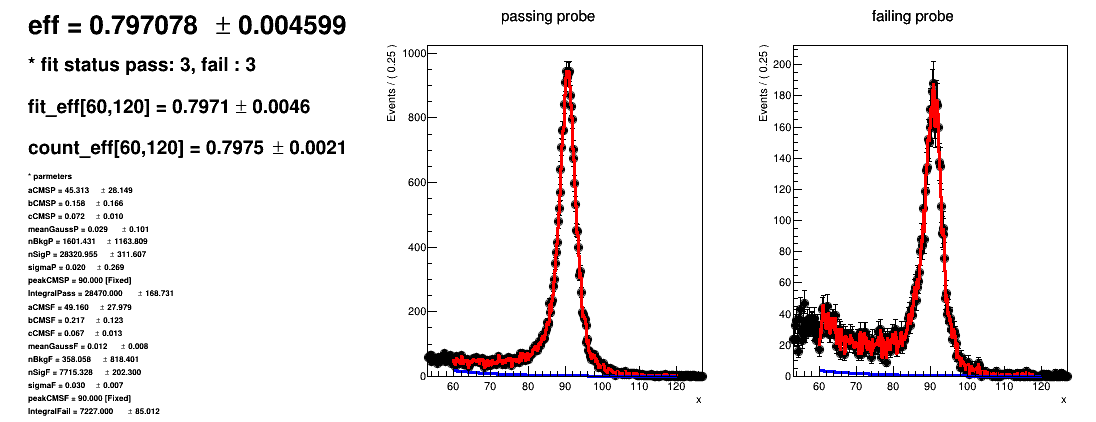 eff = 0.797078 ± 0.004599
* fit status pass: 3, fail : 3
fit_eff[60,120] = 0.7971 ± 0.0046
count_eff[60,120] = 0.7975 ± 0.0021
* parmeters
aCMSP = 45.313 ± 28.149
bCMSP = 0.158 ± 0.166
cCMSP = 0.072 ± 0.010
meanGaussP = 0.029 ± 0.101
nBkgP = 1601.431 ± 1163.809
nSigP = 28320.955 ± 311.607
sigmaP = 0.020 ± 0.269
peakCMSP = 90.000 [Fixed]
IntegralPass = 28470.000 ± 168.731
aCMSF = 49.160 ± 27.979
bCMSF = 0.217 ± 0.123
cCMSF = 0.067 ± 0.013
meanGaussF = 0.012 ± 0.008
nBkgF = 358.058 ± 818.401
nSigF = 7715.328 ± 202.300
sigmaF = 0.030 ± 0.007
peakCMSF = 90.000 [Fixed]
IntegralFail = 7227.000 ± 85.012
passing probe
Events / ( 0.25 )
1000
800
600
400
200
0
60 70 80 90 100 110 120
x
failing probe
Events / ( 0.25 )
200
180
160
140
120
100
80
60
40
20
0
60 70 80 90 100 110 120
x